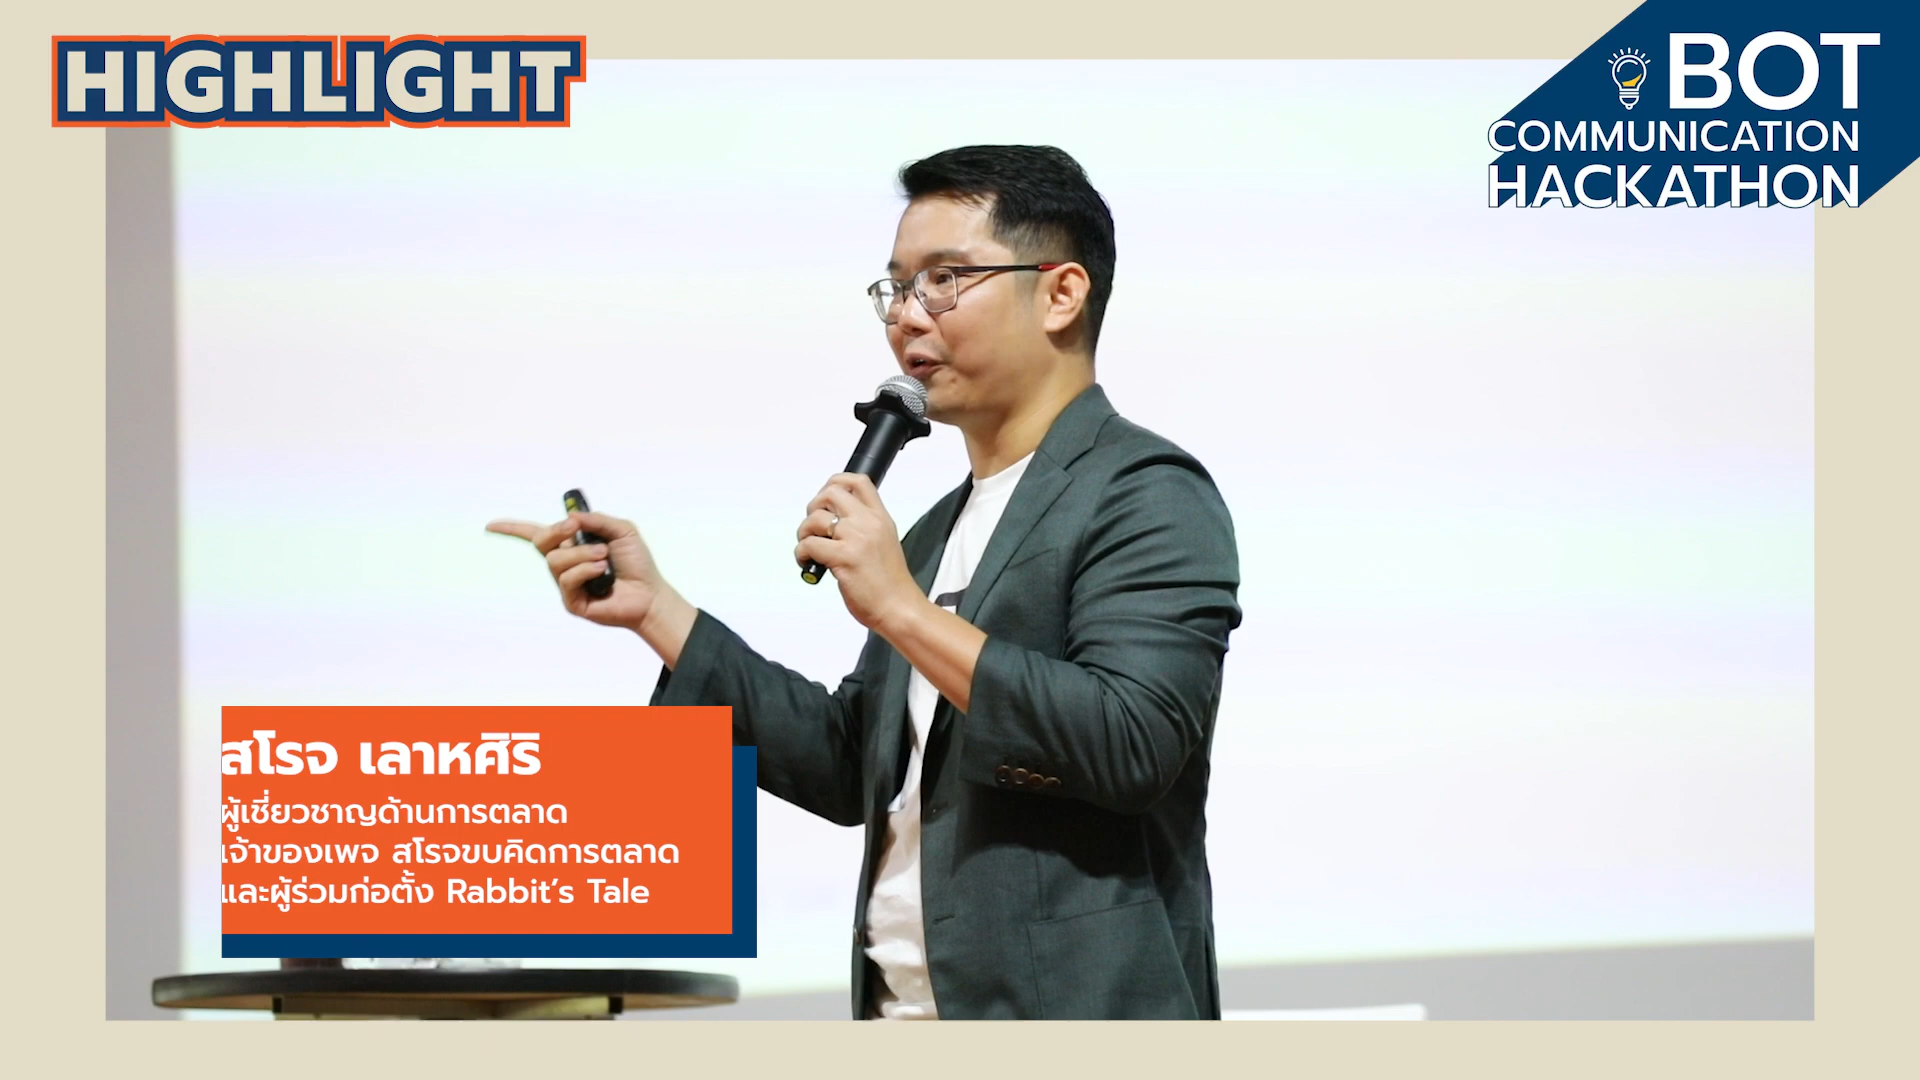 HIGHLIGHT
BOT
COMMUNICATION
HACKATHON
สโรจ เลาหศิริ
ผู้เชี่ยวชาญด้านการตลาด
เจ้าของเพจ สโรจขบคิดการตลาด
และผู้ร่วมก่อตั้ง Rabbit’s Tale